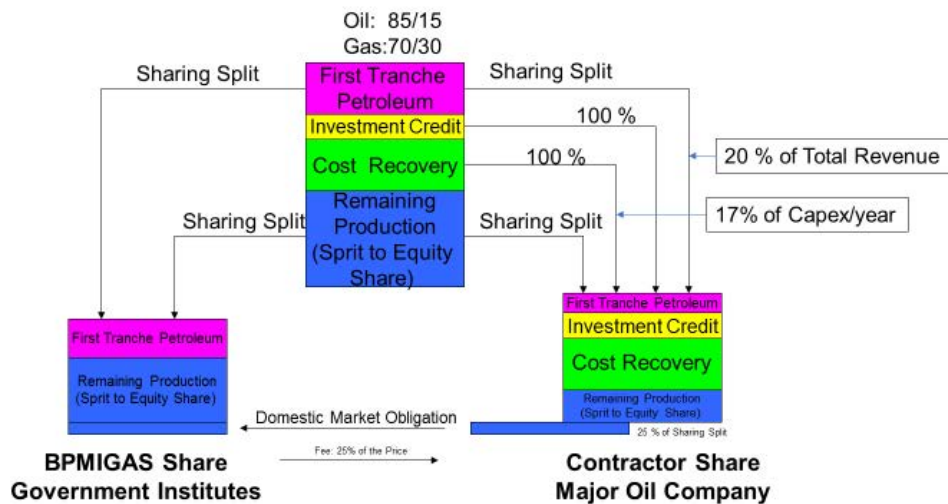 Oil: 85/15
Gas:70/30
Sharing Split
Sharing Split
First Tranche
Petroleum
Investment Credit
100 %
Cost Recovery
100 %
20 % of Total Revenue
17% of Capex/year
Remaining
Production
(Sprit to Equity
Share)
Sharing Split
Sharing Split
First Tranche Petroleum
Investment Credit
Cost Recovery
Remaining Production
(Sprit to Equity Share)
First Tranche Petroleum
Remaining Production
(Sprit to Equity Share)
Domestic Market Obligation
25 % of Sharing Split
Fee: 25% of the Price
BPMIGAS Share
Government Institutes
Contractor Share
Major Oil Company